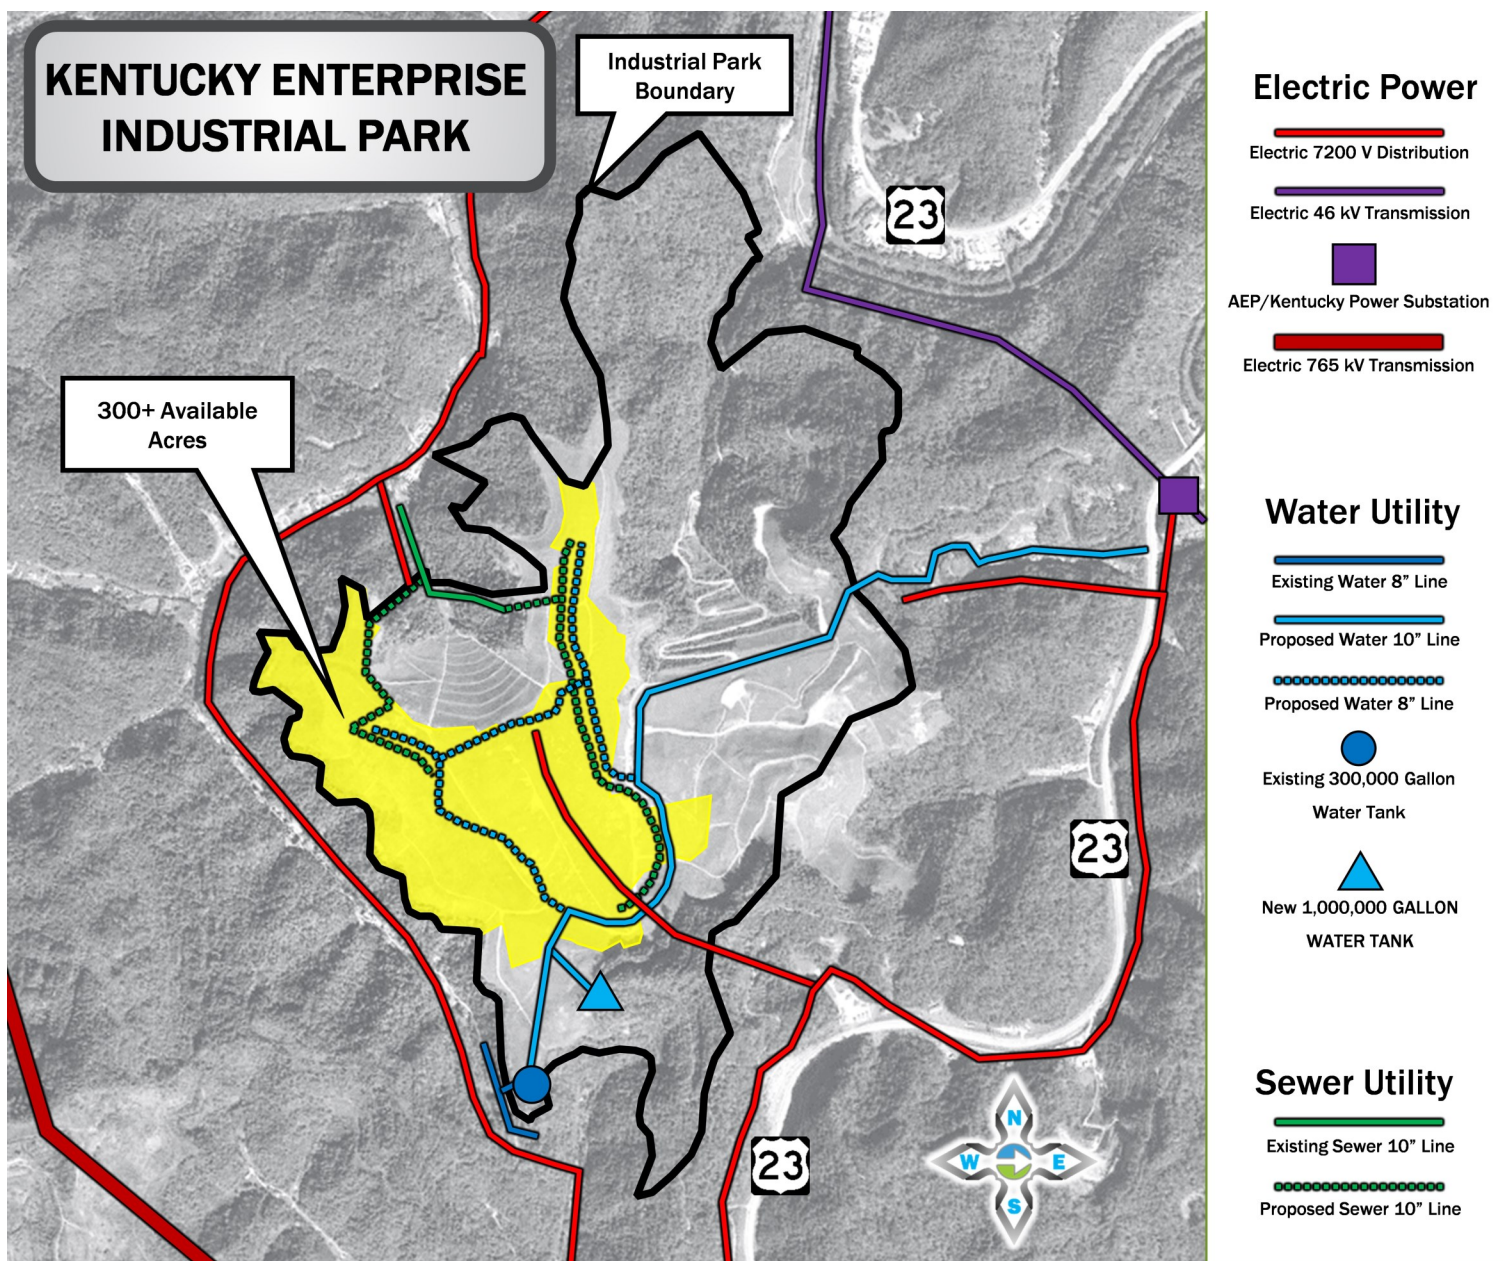 KENTUCKY ENTERPRISE
INDUSTRIAL PARK
Industrial Park
Boundary
23
300+ Available
Acres
23
23
N
W
E
S
Electric Power
Electric 7200 V Distribution
Electric 46 kV Transmission
AEP/Kentucky Power Substation
Electric 765 kV Transmission
Water Utility
Existing Water 8” Line
Proposed Water 10” Line
Proposed Water 8” Line
Existing 300,000 Gallon
Water Tank
New 1,000,000 GALLON
WATER TANK
Sewer Utility
Existing Sewer 10” Line
Proposed Sewer 10” Line